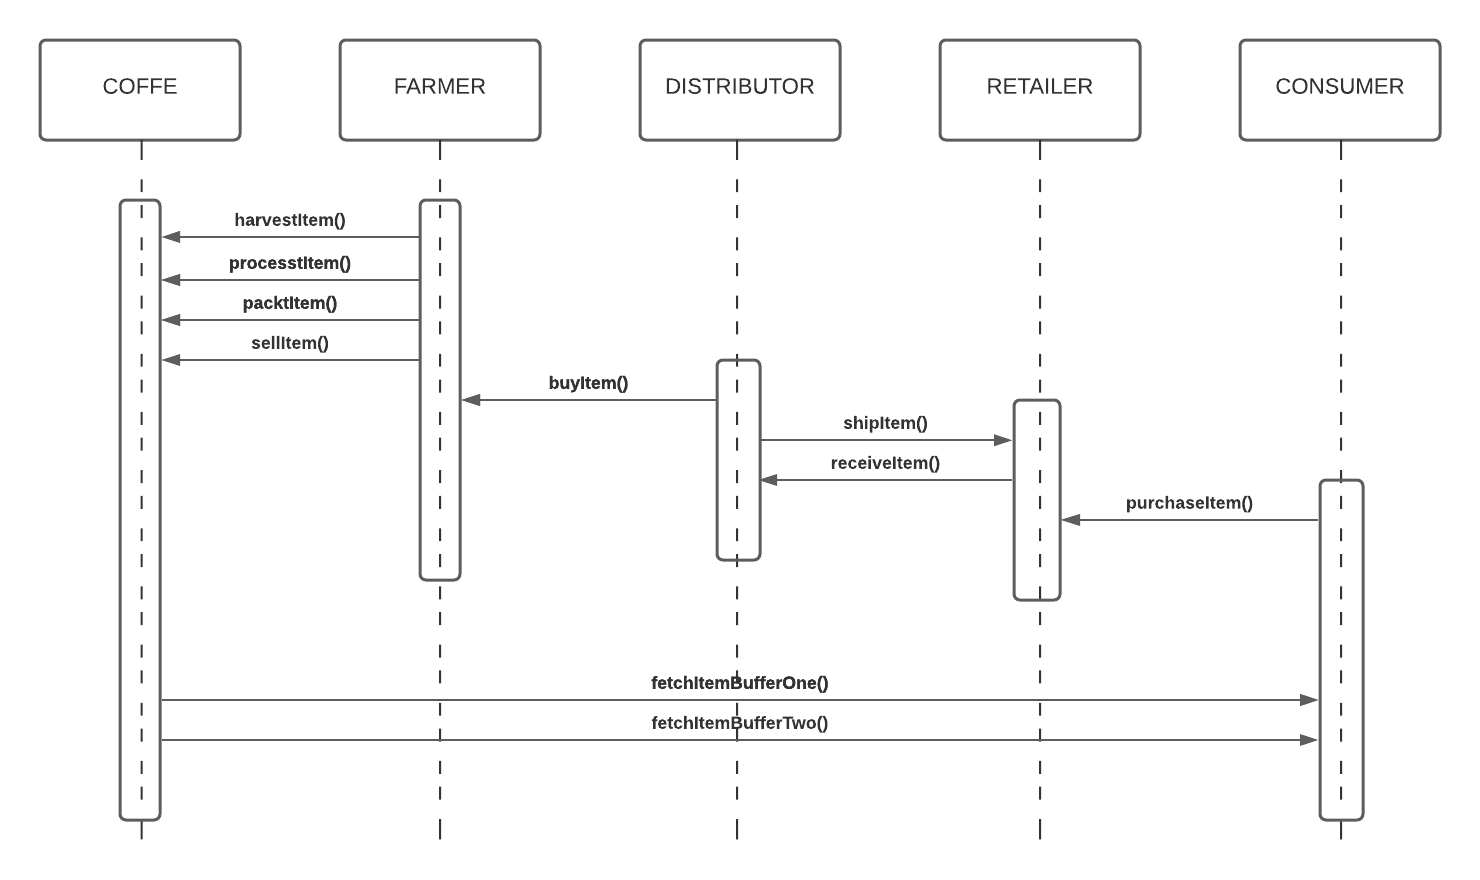 COFFE
FARMER
DISTRIBUTOR
RETAILER
CONSUMER
harvestItem()
processtItem()
packtItem()
sellItem()
buyItem()
shipItem()
receiveItem()
purchaseItem()
fetchItemBufferOne()
fetchItemBufferTwo()